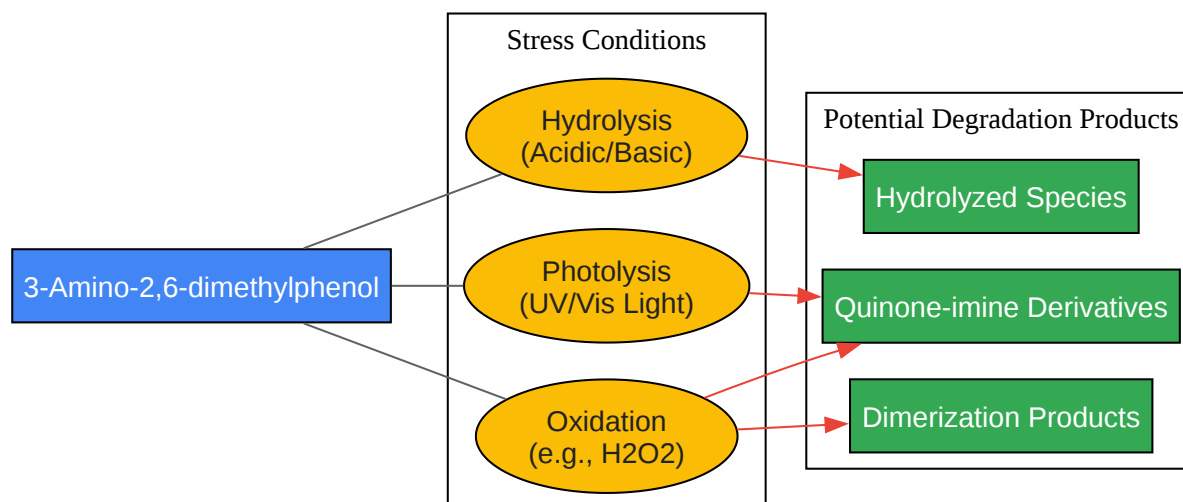 Stress Conditions
Hydrolysis
(Acidic/Basic)
Potential Degradation Products
Hydrolyzed Species
3-Amino-2,6-dimethylphenol
Photolysis
(UV/Vis Light)
Quinone-imine Derivatives
Oxidation
(e.g., H2O2)
Dimerization Products